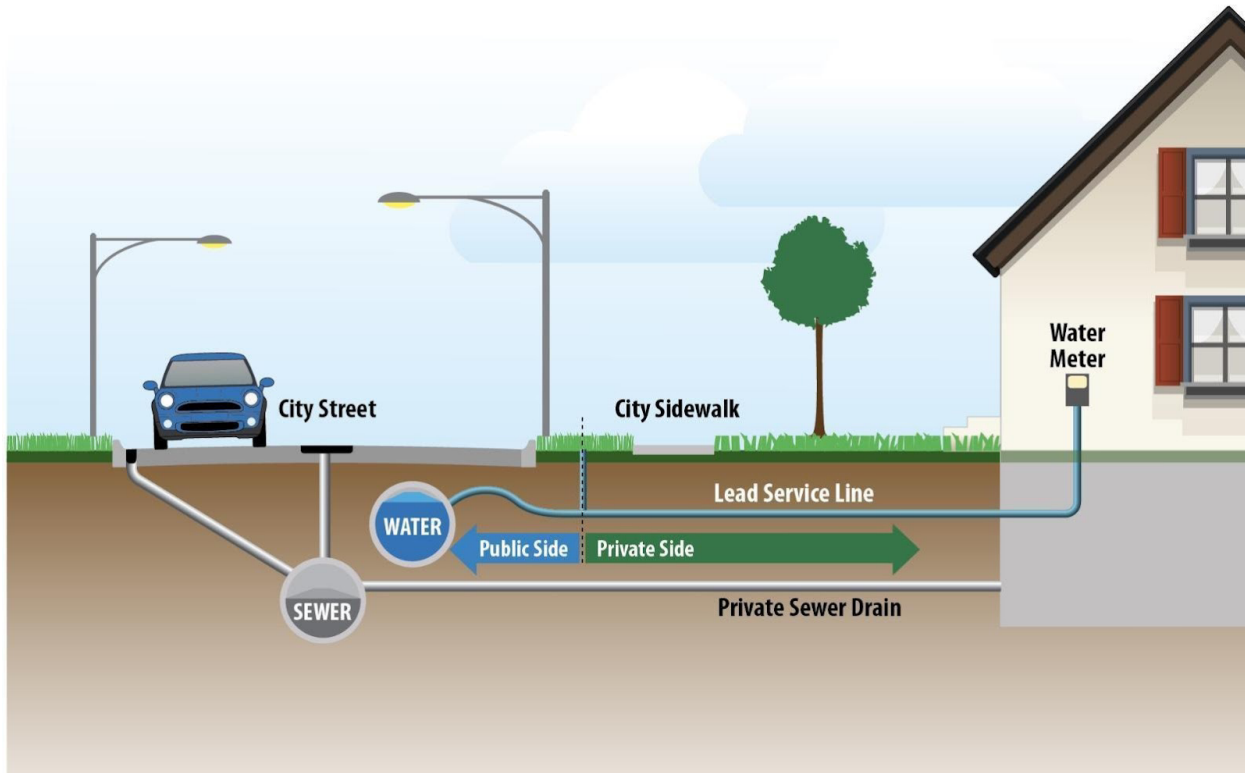 Water
Meter
City Street
City Sidewalk
Lead Service Line
WATER
Public Side
Private Side
SEWER
Private Sewer Drain